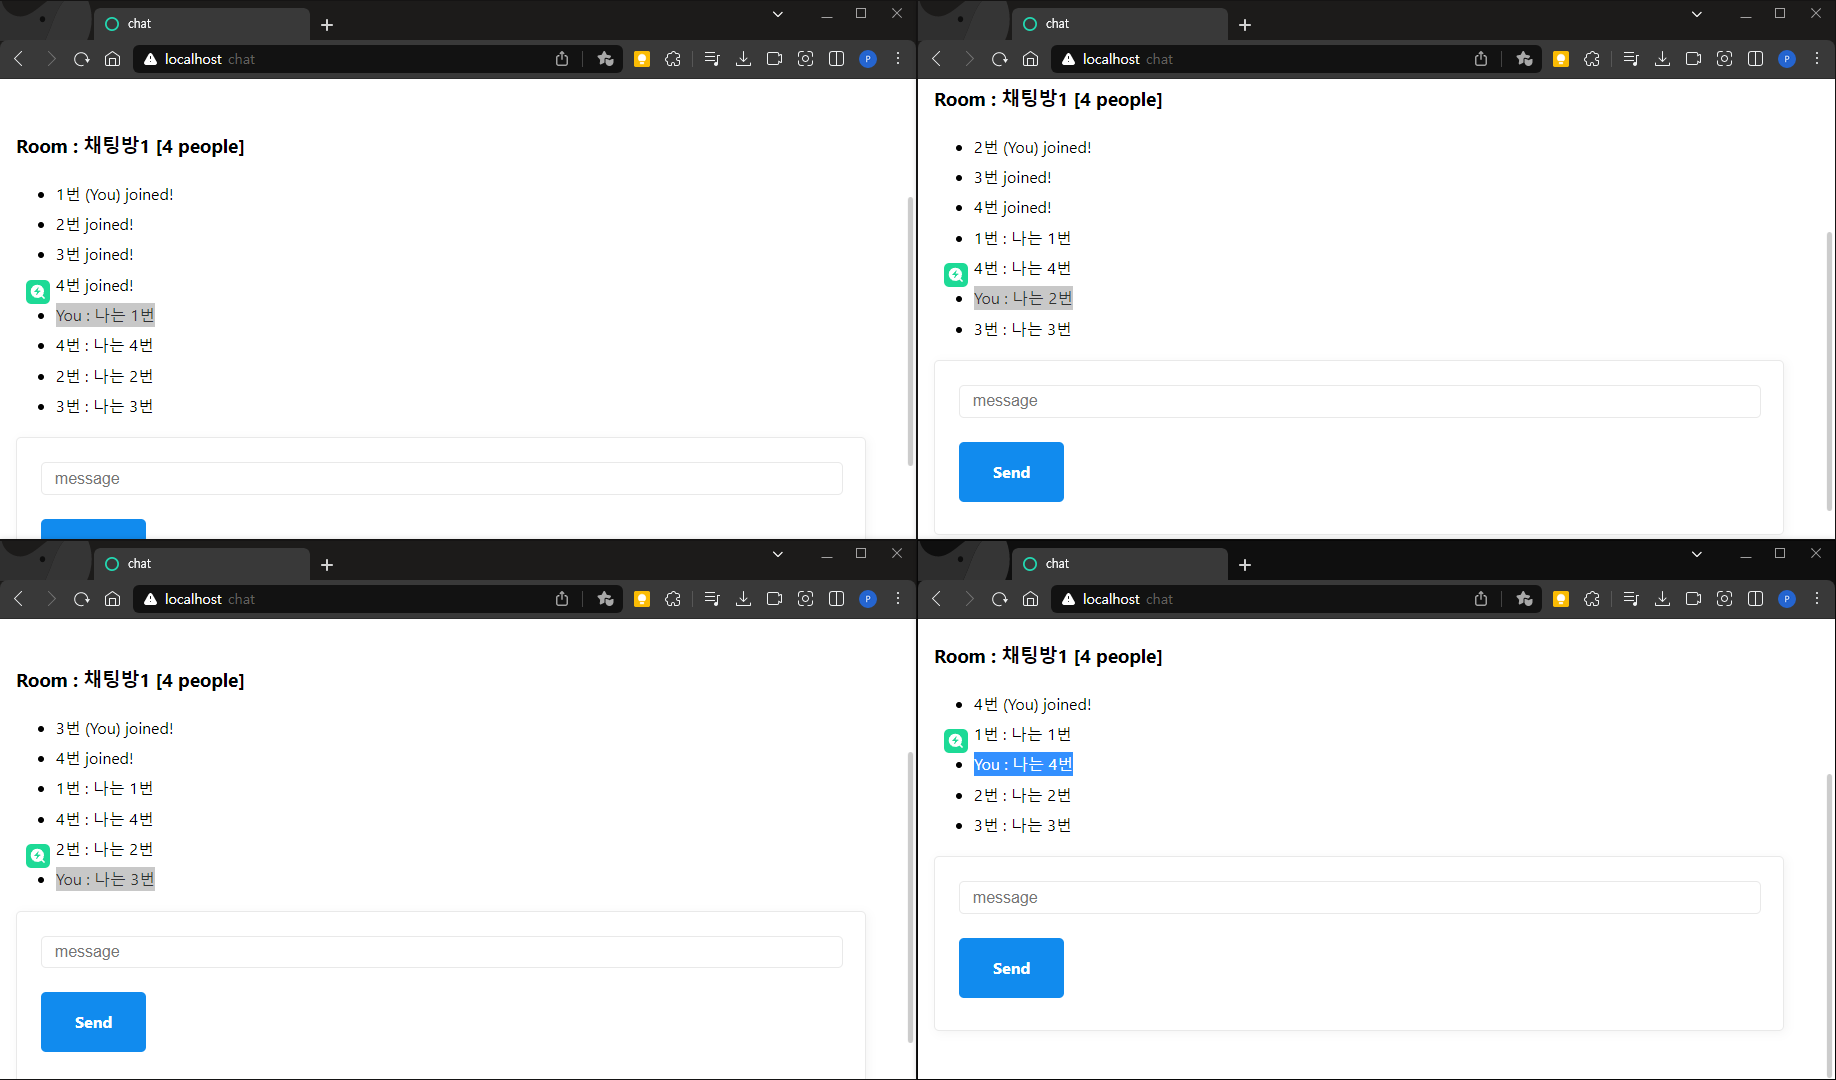 chat
localhost chat
P
Room : 채팅방1 [4 people]
1번 (You) joined!
2번 joined!
3번 joined!
4번 joined!
You : 나는 1번
4번 : 나는 4번
2번 : 나는 2번
3번 : 나는 3번
message
chat
localhost chat
P
Room : 채팅방1 [4 people]
2번 (You) joined!
3번 joined!
4번 joined!
1번 : 나는 1번
4번 : 나는 4번
You : 나는 2번
3번 : 나는 3번
message
Send
chat
localhost chat
P
Room : 채팅방1 [4 people]
3번 (You) joined!
4번 joined!
1번 : 나는 1번
4번 : 나는 4번
2번 : 나는 2번
You : 나는 3번
message
Send
chat
localhost chat
P
Room : 채팅방1 [4 people]
4번 (You) joined!
1번 : 나는 1번
You : 나는 4번
2번 : 나는 2번
3번 : 나는 3번
message
Send